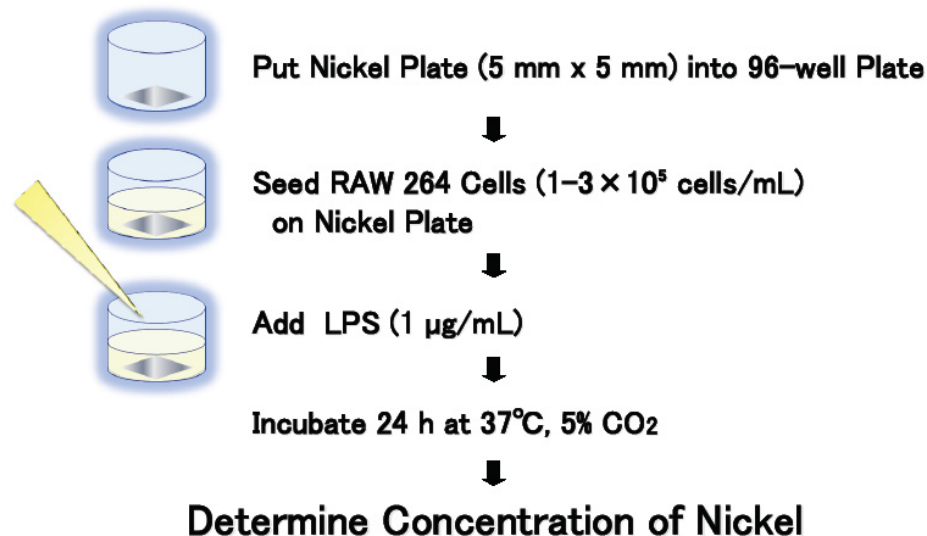 Put Nickel Plate (5 mm x 5 mm) into 96-well Plate
Seed RAW 264 Cells (1-3 × 10⁵ cells/mL)
on Nickel Plate
Add LPS (1 µg/mL)
Incubate 24 h at 37℃, 5% CO₂
Determine Concentration of Nickel